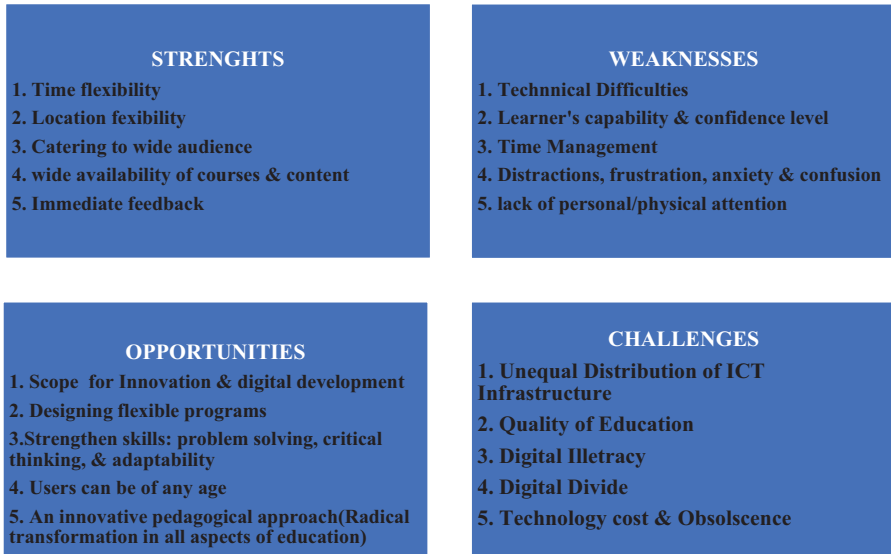 STRENGHTS
1. Time flexibility
2. Location fexibility
3. Catering to wide audience
4. wide availability of courses & content
5. Immediate feedback
WEAKNESSES
1. Technnical Difficulties
2. Learner's capability & confidence level
3. Time Management
4. Distractions, frustration, anxiety & confusion
5. lack of personal/physical attention
OPPORTUNITIES
1. Scope for Innovation & digital development
2. Designing flexible programs
3.Strengthen skills: problem solving, critical
thinking, & adaptability
4. Users can be of any age
5. An innovative pedagogical approach(Radical
transformation in all aspects of education)
CHALLENGES
1. Unequal Distribution of ICT
Infrastructure
2. Quality of Education
3. Digital Illetracy
4. Digital Divide
5. Technology cost & Obsolscence